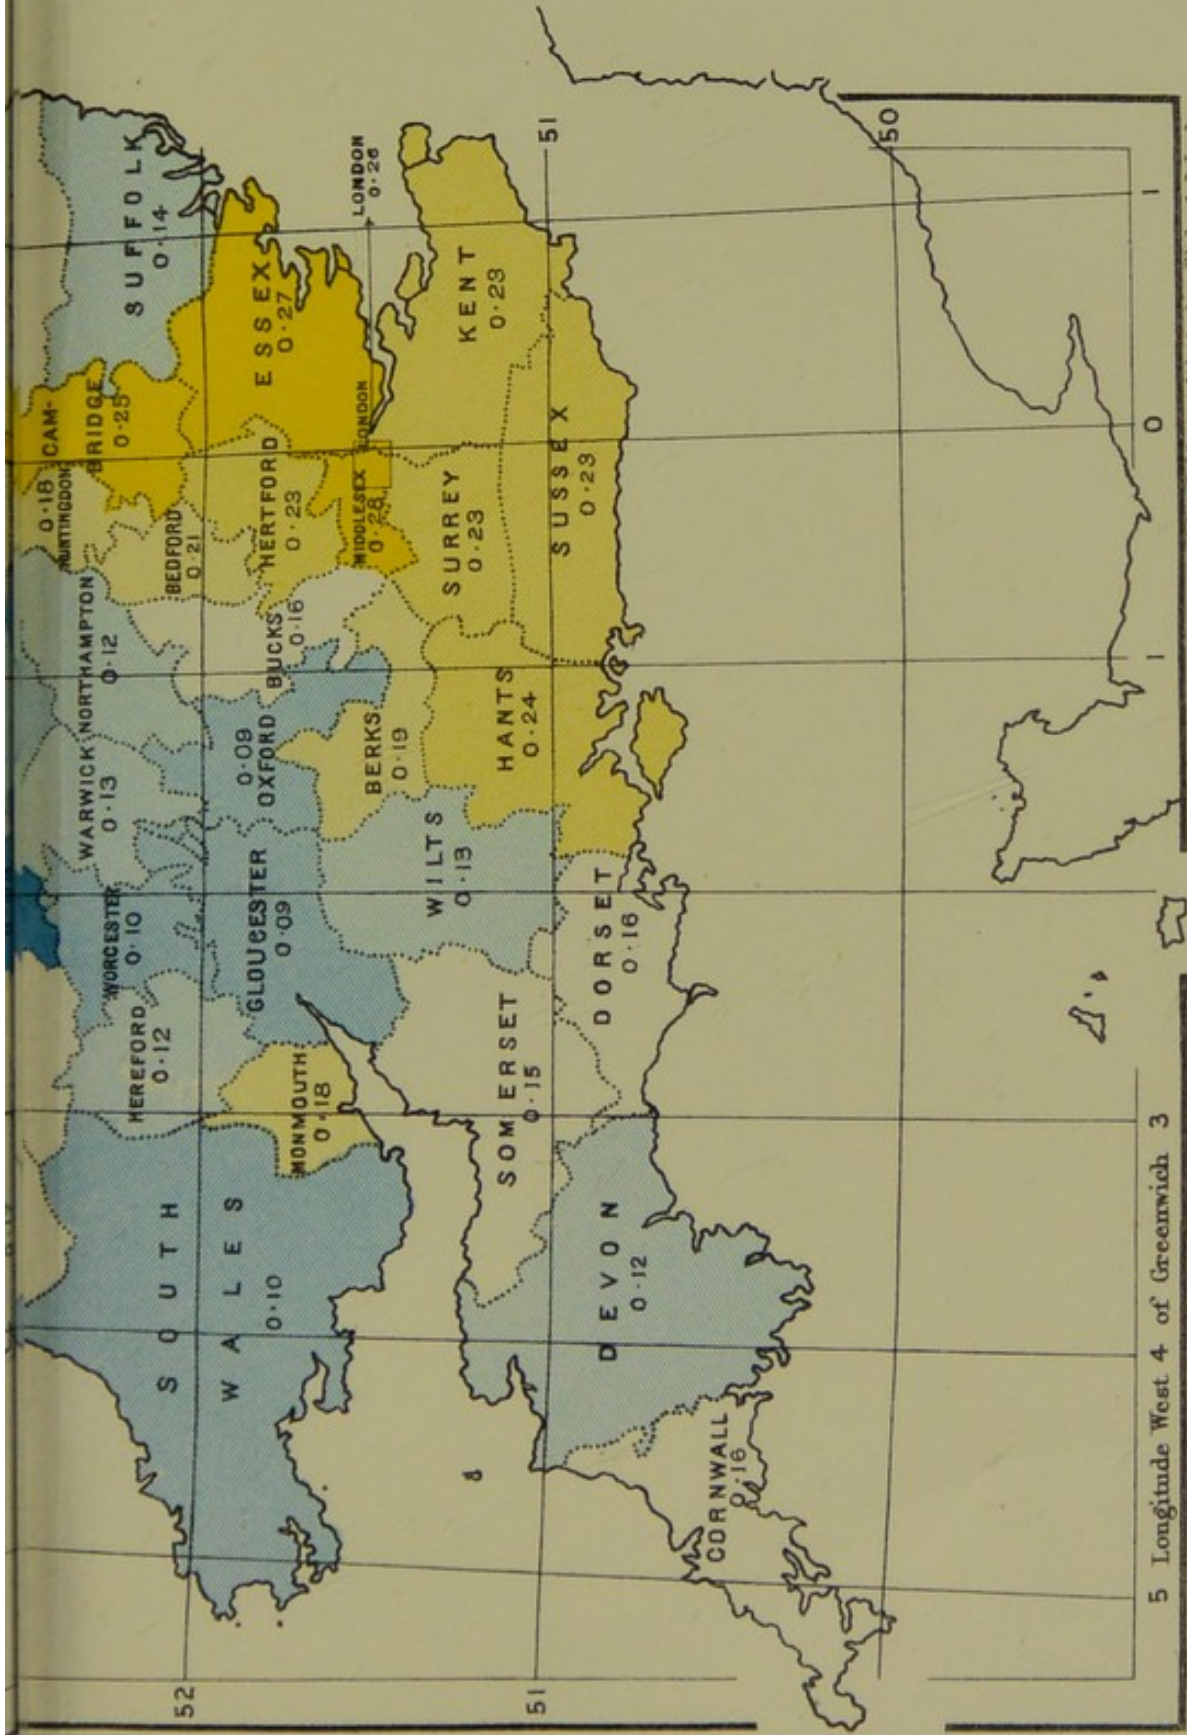 0·18
HUNTINGDON
CAM-
BRIDGE
0·25
SUFFOLK
0·14
NORTHAMPTON
0·12
WARWICK
0·13
WORCESTER
0·10
HEREFORD
0·12
BEDFORD
0·21
HERTFORD
0·23
ESSEX
0·27
BUCKS
0·16
0·09
OXFORD
GLOUCESTER
0·09
MONMOUTH
0·18
SOUTH
WALES
0·10
MIDDLESEX
0·28
LONDON
LONDON
0·26
BERKS
0·19
WILTS
0·13
SURREY
0·23
KENT
0·23
HANTS
0·24
SUSSEX
0·23
SOMERSET
0·15
DORSET
0·16
DEVON
0·12
CORNWALL
0·16
52
51
51
50
5 Longitude West 4 of Greenwich 3
1
0
1